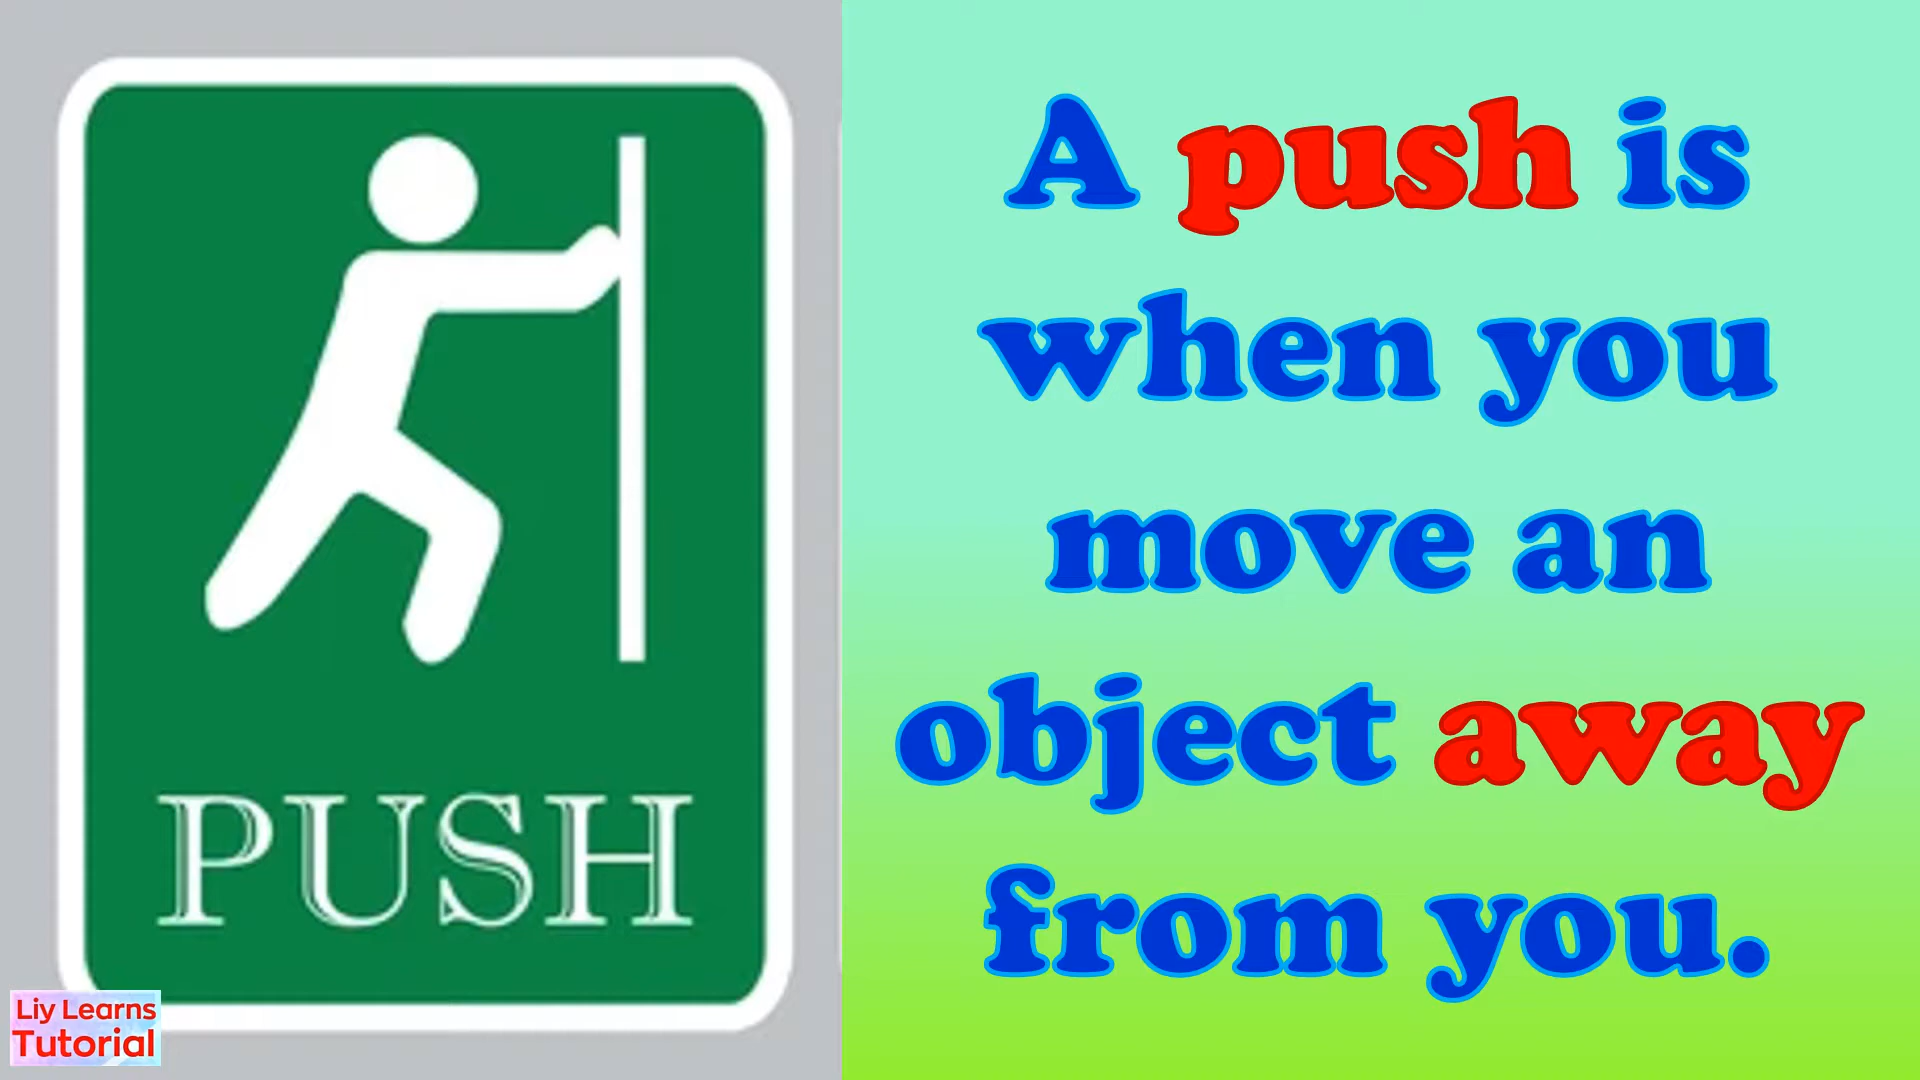 PUSH
A push is
when you
move an
object away
from you.
Liy Learns
Tutorial